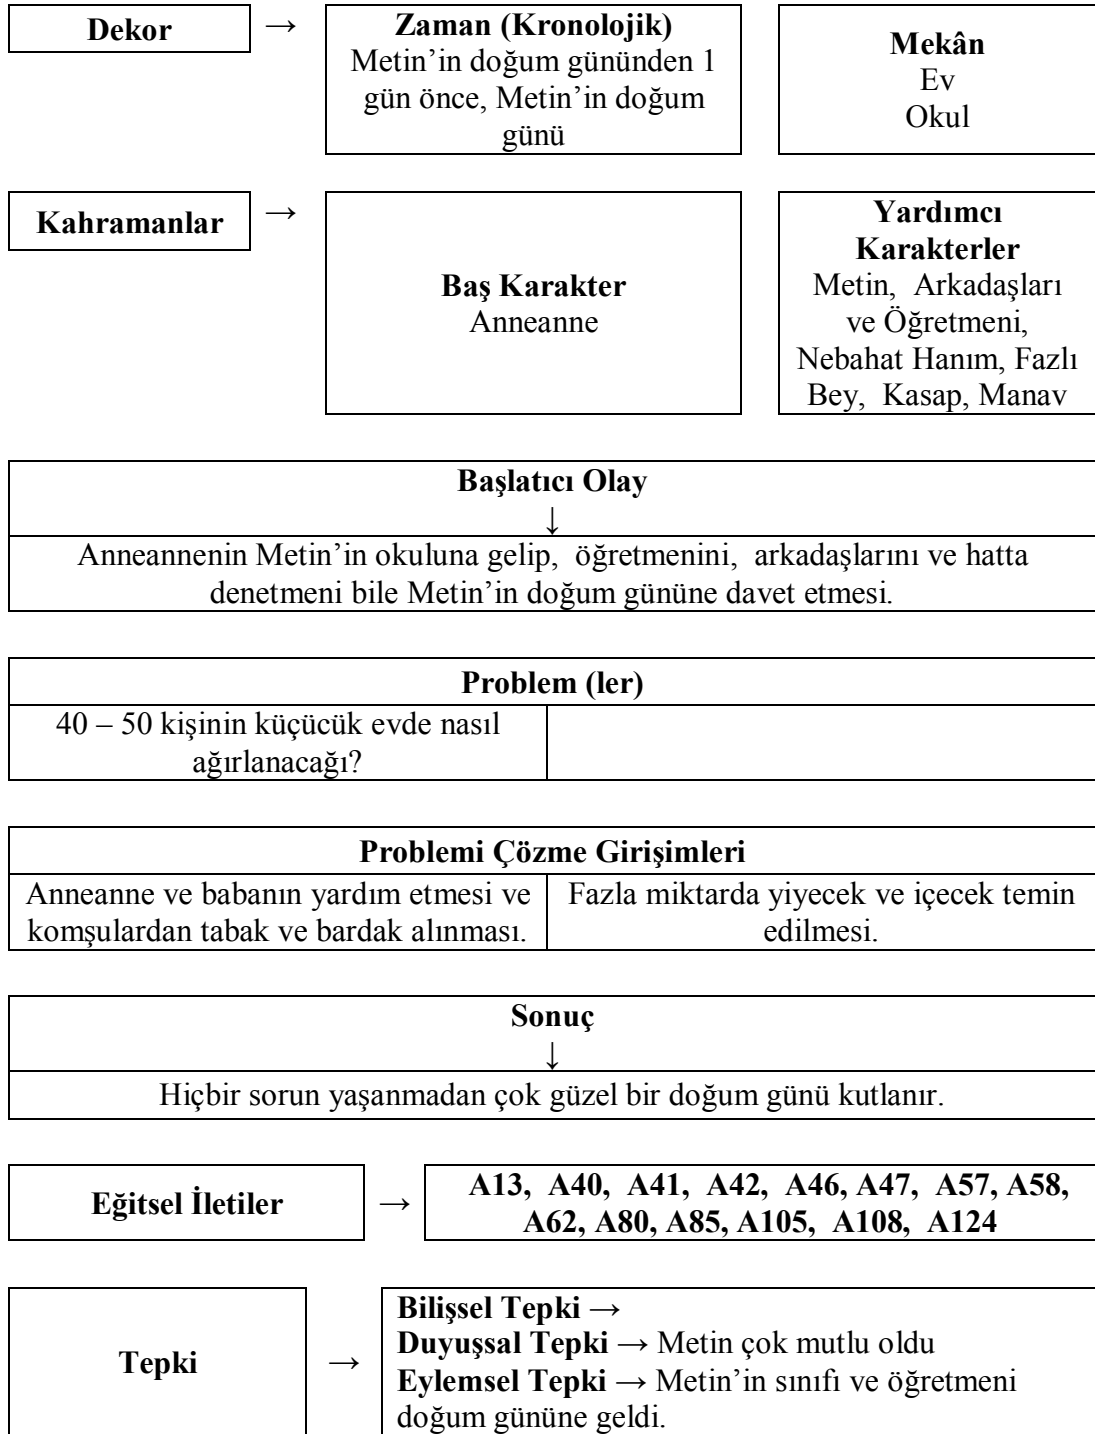 Dekor
→
Zaman (Kronolojik)
Metin’in doğum gününden 1
gün önce, Metin’in doğum
günü
Mekân
Ev
Okul
Kahramanlar
→
Baş Karakter
Anneanne
Yardımcı
Karakterler
Metin, Arkadaşları
ve Öğretmeni,
Nebahat Hanım, Fazlı
Bey, Kasap, Manav
Başlatıcı Olay
↓
Anneannenin Metin’in okuluna gelip, öğretmenini, arkadaşlarını ve hatta
denetmeni bile Metin’in doğum gününe davet etmesi.
Problem (ler)
40 – 50 kişinin küçücük evde nasıl
ağırlanacağı?
Problemi Çözme Girişimleri
Anneanne ve babanın yardım etmesi ve
komşulardan tabak ve bardak alınması.
Fazla miktarda yiyecek ve içecek temin
edilmesi.
Sonuç
↓
Hiçbir sorun yaşanmadan çok güzel bir doğum günü kutlanır.
Eğitsel İletiler
→
A13, A40, A41, A42, A46, A47, A57, A58,
A62, A80, A85, A105, A108, A124
Tepki
→
Bilişsel Tepki →
Duyuşsal Tepki → Metin çok mutlu oldu
Eylemsel Tepki → Metin’in sınıfı ve öğretmeni
doğum gününe geldi.